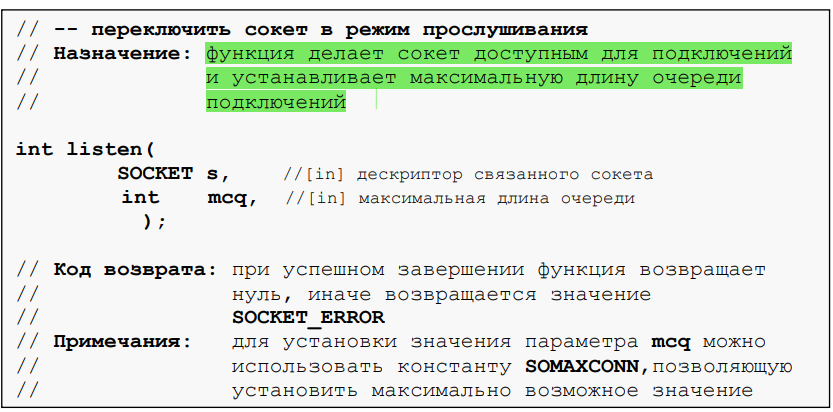 // -- переключить сокет в режим прослушивания
// Назначение: функция делает сокет доступным для подключений
//             и устанавливает максимальную длину очереди
//             подключений
int listen(
SOCKET s,    //[in] дескриптор связанного сокета
int    mcq,  //[in] максимальная длина очереди
);
// Код возврата: при успешном завершении функция возвращает
//               нуль, иначе возвращается значение
//               SOCKET_ERROR
// Примечания:   для установки значения параметра mcq можно
//               использовать константу SOMAXCONN,позволяющую
//               установить максимально возможное значение